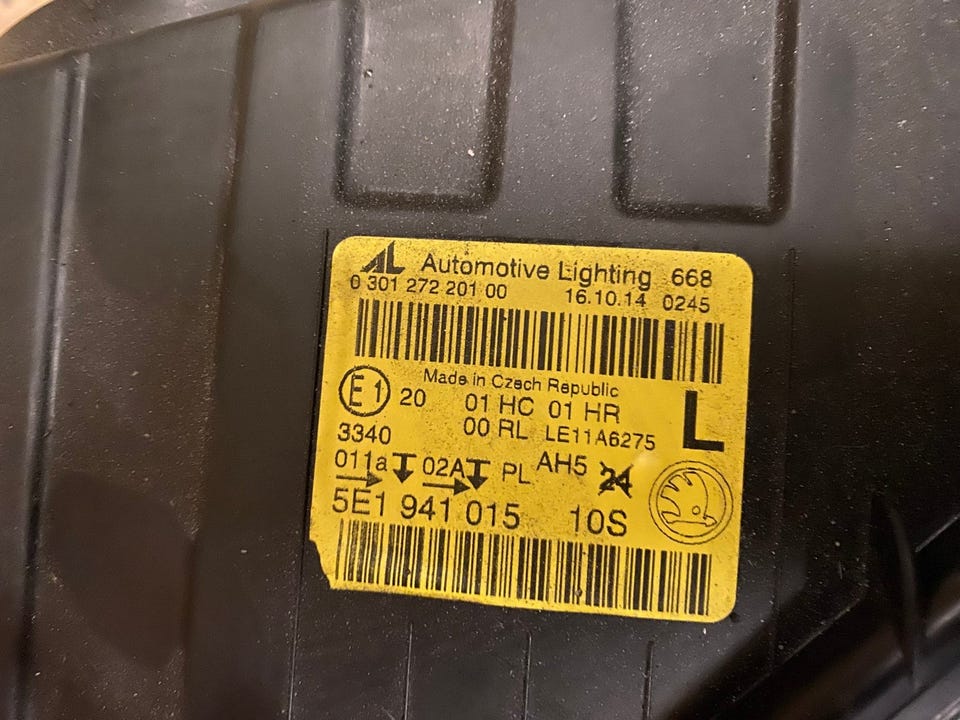 AL Automotive Lighting 668
0 301 272 201 00 16.10.14 0245
Made in Czech Republic
E1 20 01 HC 01 HR L
3340 00 RL LE11A6275
011a 02A PL AH5 24
5E1 941 015 10S